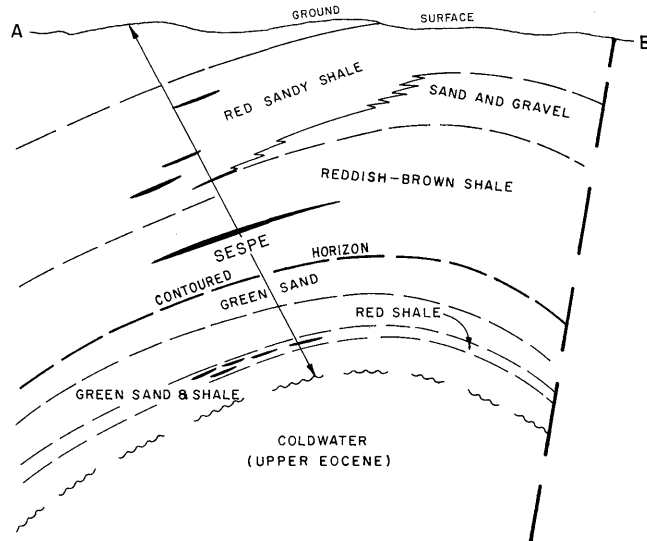 GROUND SURFACE
A
B
RED SANDY SHALE
SAND AND GRAVEL
REDDISH-BROWN SHALE
SESPE
CONTOURED HORIZON
GREEN SAND
RED SHALE
GREEN SAND & SHALE
COLDWATER
(UPPER EOCENE)